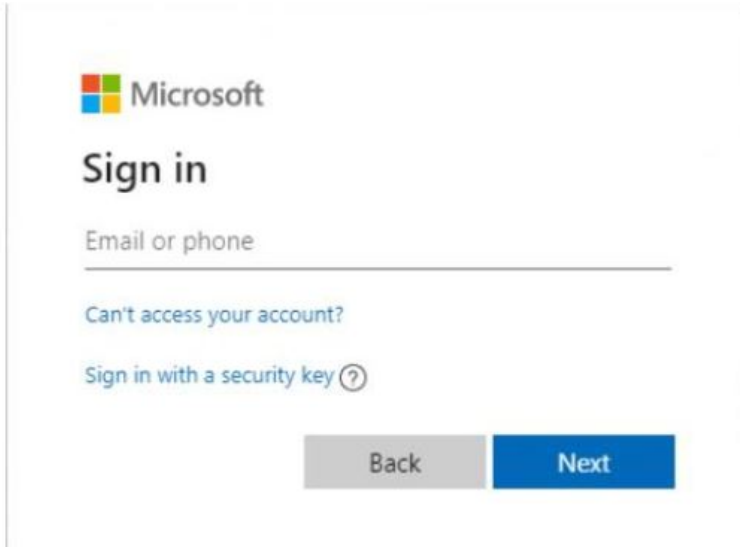 Microsoft
Sign in
Email or phone
Can't access your account?
Sign in with a security key
Back Next